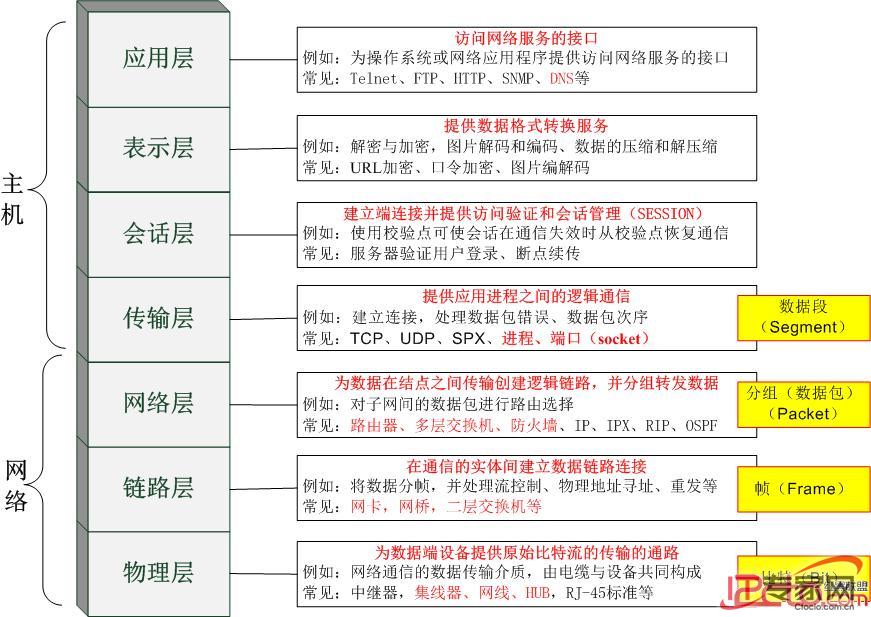 主机
网络
应用层
访问网络服务的接口
例如：为操作系统或网络应用程序提供访问网络服务的接口
常见：Telnet、FTP、HTTP、SNMP、DNS等
表示层
提供数据格式转换服务
例如：解密与加密，图片解码和编码、数据的压缩和解压缩
常见：URL加密、口令加密、图片编解码
会话层
建立端连接并提供访问验证和会话管理（SESSION）
例如：使用校验点可使会话在通信失效时从校验点恢复通信
常见：服务器验证用户登录、断点续传
传输层
提供应用进程之间的逻辑通信
例如：建立连接，处理数据包错误、数据包次序
常见：TCP、UDP、SPX、进程、端口（socket）
数据段
（Segment）
网络层
为数据在结点之间传输创建逻辑链路，并分组转发数据
例如：对子网间的数据包进行路由选择
常见：路由器、多层交换机、防火墙、IP、IPX、RIP、OSPF
分组（数据包）
（Packet）
链路层
在通信的实体间建立数据链路连接
例如：将数据分帧，并处理流控制、物理地址寻址、重发等
常见：网卡，网桥，二层交换机等
帧（Frame）
物理层
为数据端设备提供原始比特流的传输的通路
例如：网络通信的数据传输介质，由电缆与设备共同构成
常见：中继器，集线器、网线、HUB，RJ-45标准等
比特（Bit）
专家网
联盟
Ciocio.com.cn